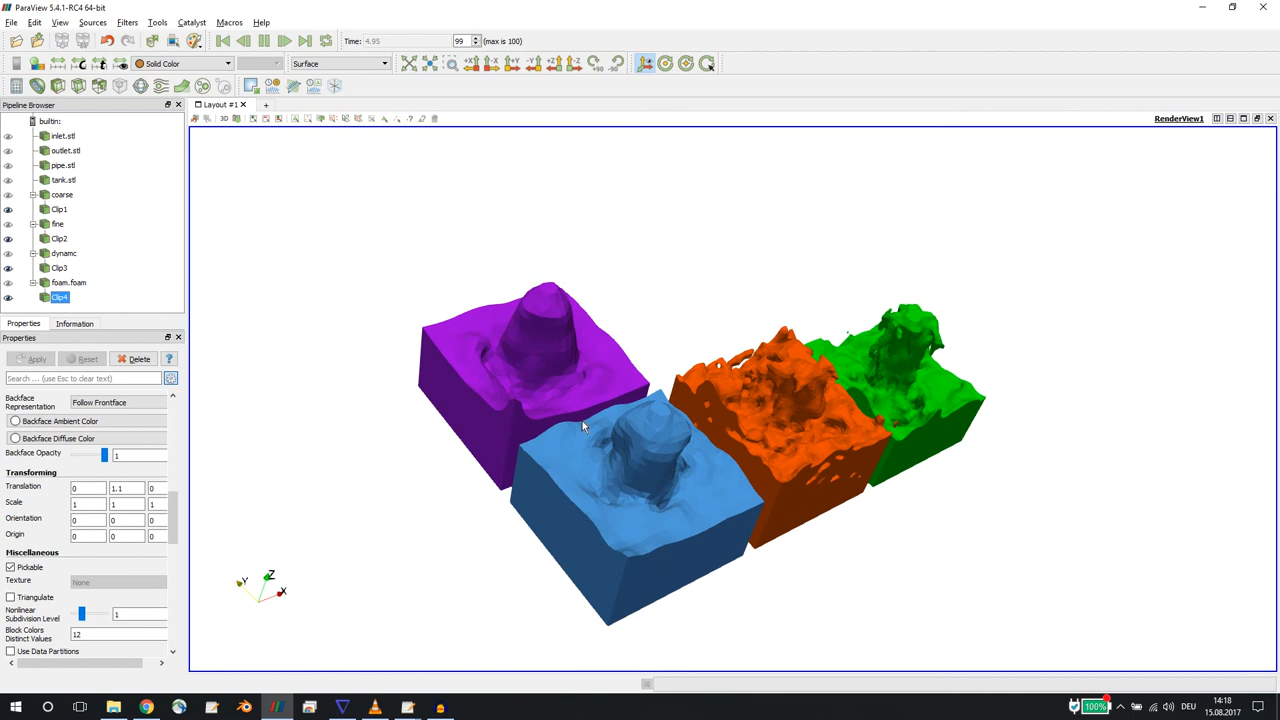 ParaView 5.4.1-RC4 64-bit
File Edit View Sources Filters Tools Catalyst Macros Help
Time: 4.95 99 (max is 100)
Solid Color Surface +X -X +Y -Y +Z -Z +90 -90
Pipeline Browser
Layout #1
3D RenderView1
builtin:
inlet.stl
outlet.stl
pipe.stl
tank.stl
coarse
Clip1
fine
Clip2
dynamc
Clip3
foam.foam
Clip4
Properties Information
Properties
Apply Reset Delete ?
Search ... (use Esc to clear text)
Backface
Representation Follow Frontface
Backface Ambient Color
Backface Diffuse Color
Backface Opacity 1
Transforming
Translation 0 1.1 0
Scale 1 1 1
Orientation 0 0 0
Origin 0 0 0
Miscellaneous
Pickable
Texture None
Triangulate
Nonlinear
Subdivision Level 1
Block Colors
Distinct Values 12
Use Data Partitions
Y Z X
100% DEU 14:18
15.08.2017